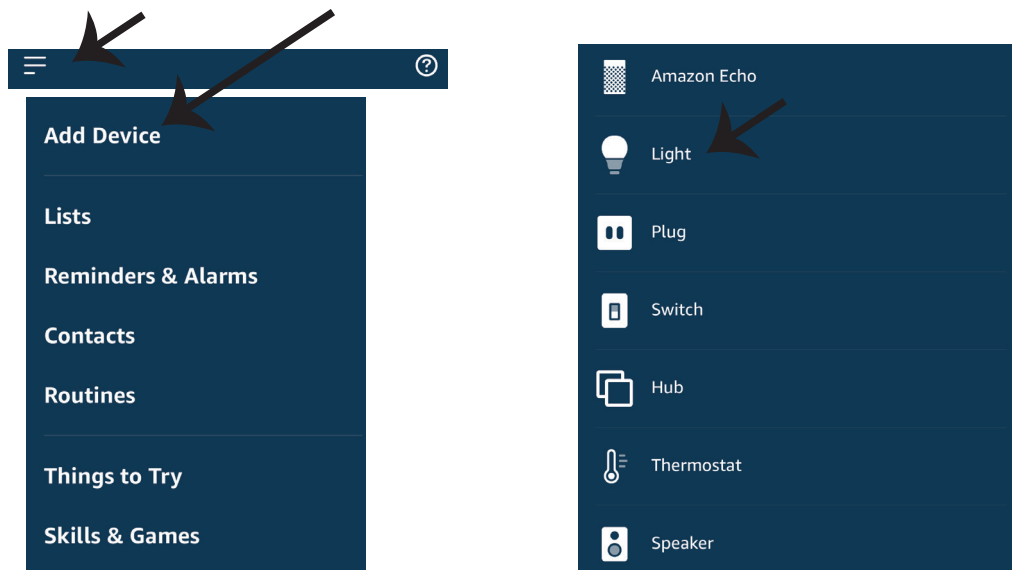 ?
Add Device
Lists
Reminders & Alarms
Contacts
Routines
Things to Try
Skills & Games
Amazon Echo
Light
Plug
Switch
Hub
Thermostat
Speaker